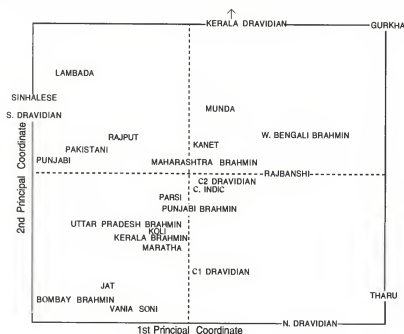 KERALA DRAVIDIAN
GURKHA
LAMBADA
SINHALESE
MUNDA
S. DRAVIDIAN
RAJPUT
W. BENGALI BRAHMIN
PAKISTANI
KANET
PUNJABI
MAHARASHTRA BRAHMIN
RAJBANSHI
C2 DRAVIDIAN
C. INDIC
PARSI
PUNJABI BRAHMIN
UTTAR PRADESH BRAHMIN
KOLI
KERALA BRAHMIN
MARATHA
C1 DRAVIDIAN
JAT
THARU
BOMBAY BRAHMIN
VANIA SONI
N. DRAVIDIAN
1st Principal Coordinate
2nd Principal Coordinate